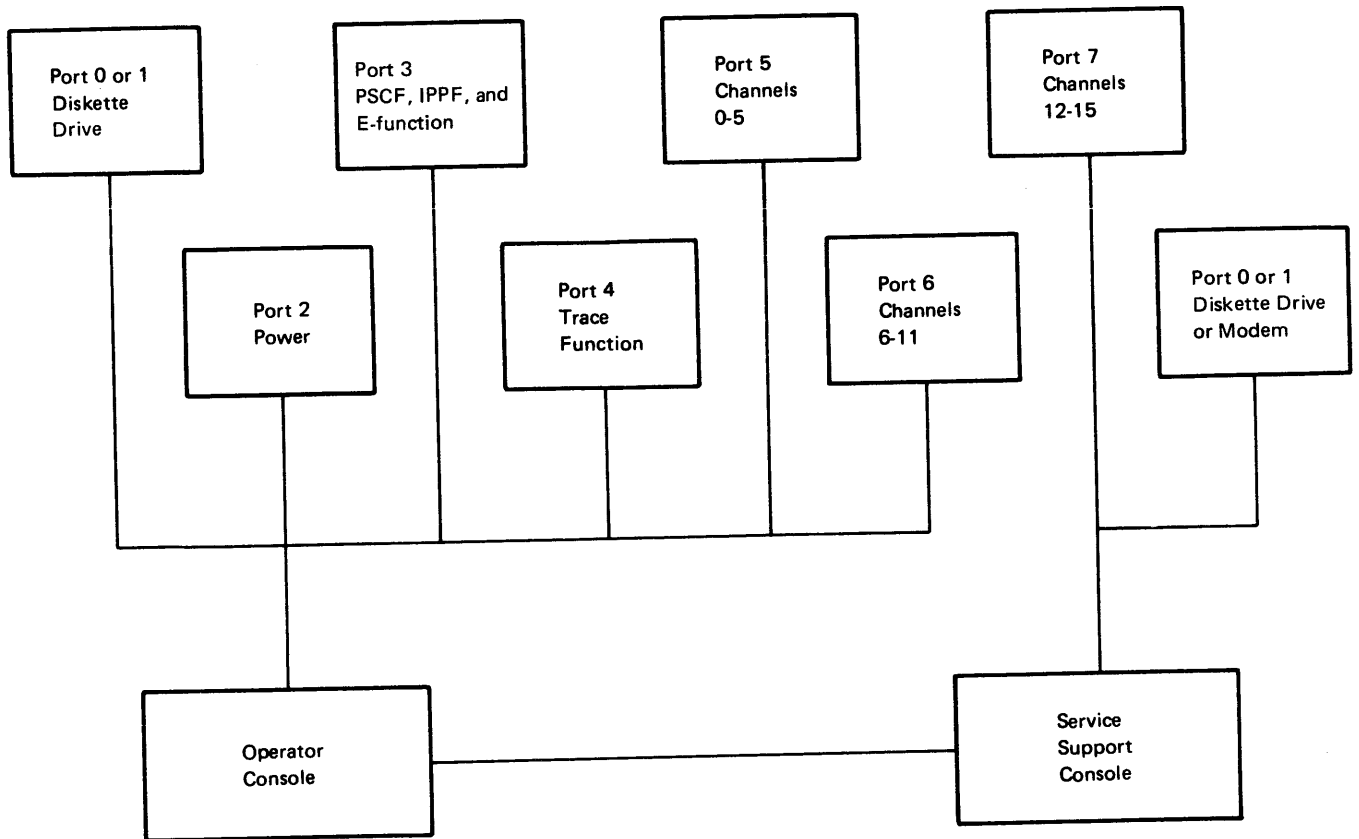 Port 0 or 1
Diskette
Drive
Port 3
PSCF, IPPF, and
E-function
Port 5
Channels
0-5
Port 7
Channels
12-15
Port 2
Power
Port 4
Trace
Function
Port 6
Channels
6-11
Port 0 or 1
Diskette Drive
or Modem
Operator
Console
Service
Support
Console